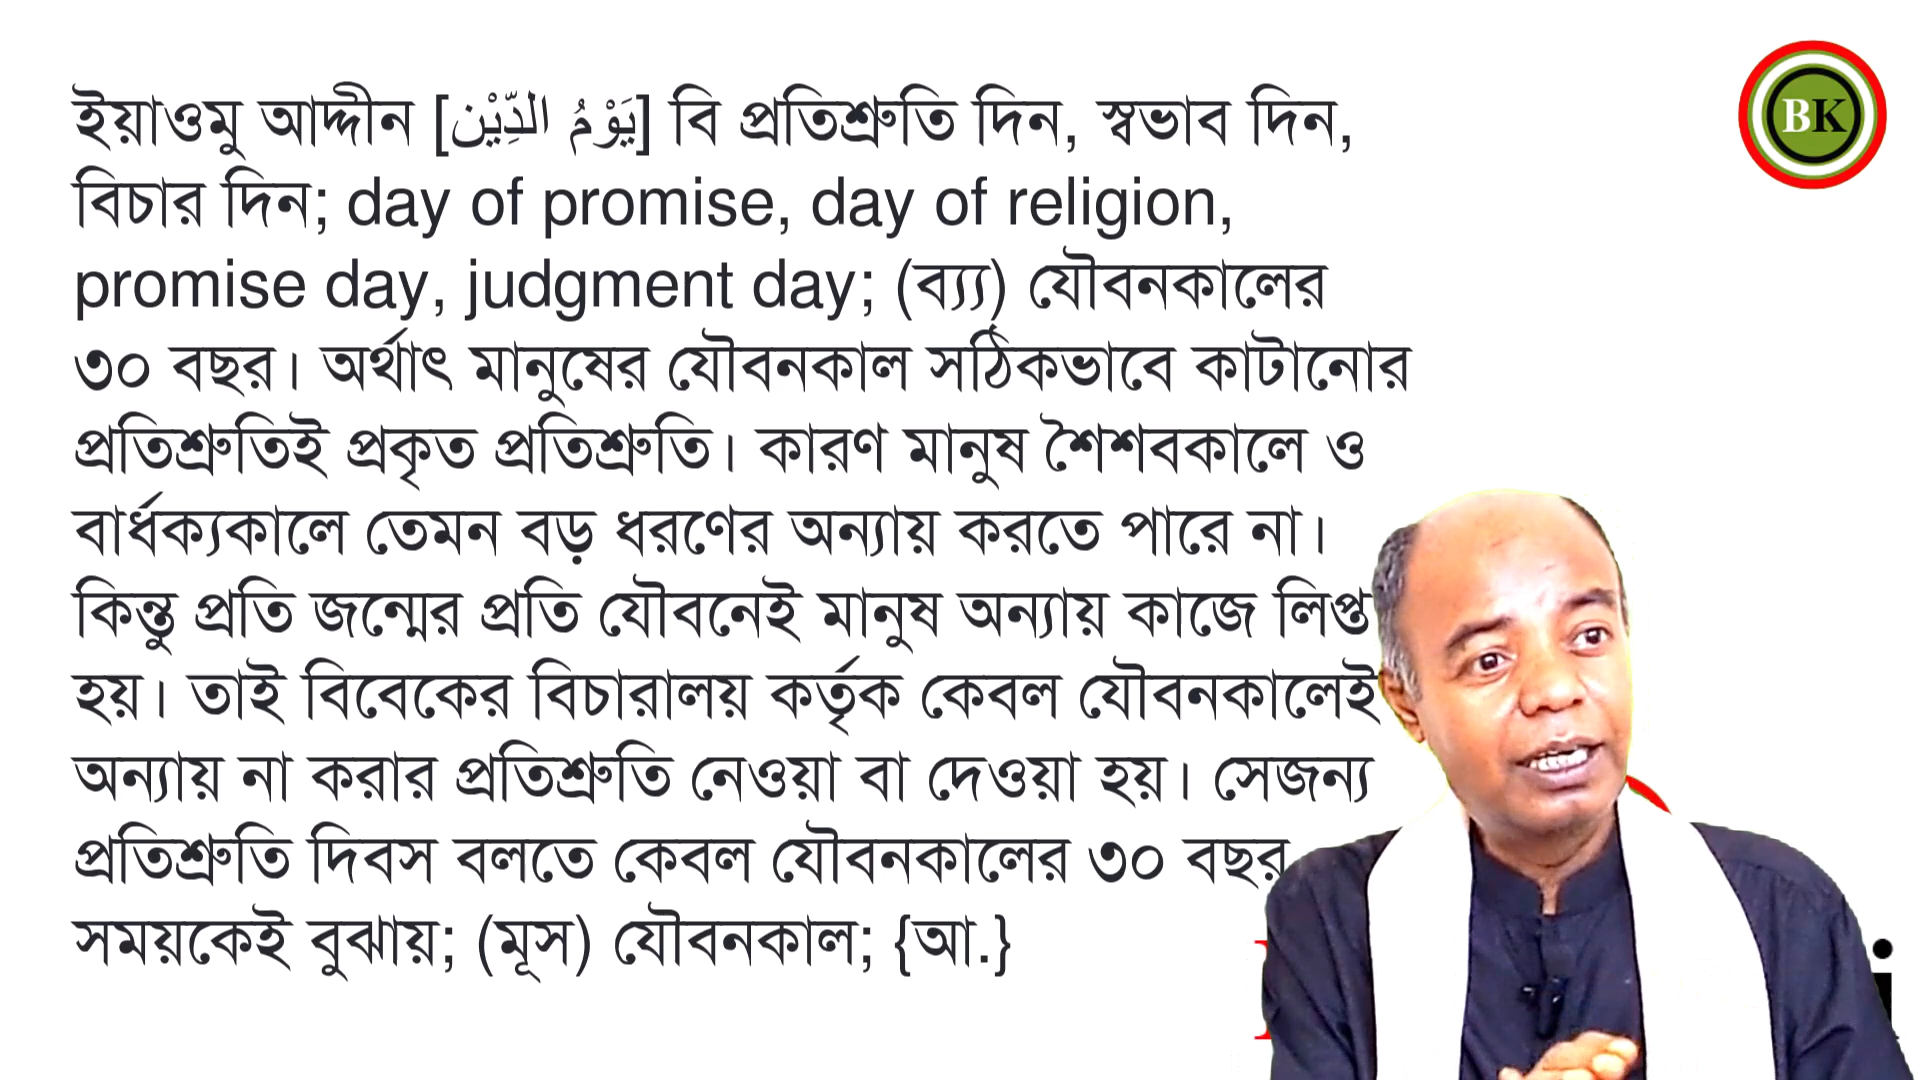 ইয়াওমু আদ্দীন [يَوْمُ الدِّيْن] বি প্রতিশ্রুতি দিন, স্বভাব দিন,
বিচার দিন; day of promise, day of religion,
promise day, judgment day; (ব্য্য) যৌবনকালের
৩০ বছর। অর্থাৎ মানুষের যৌবনকাল সঠিকভাবে কাটানোর
প্রতিশ্রুতিই প্রকৃত প্রতিশ্রুতি। কারণ মানুষ শৈশবকালে ও
বার্ধক্যকালে তেমন বড় ধরণের অন্যায় করতে পারে না।
কিন্তু প্রতি জন্মের প্রতি যৌবনেই মানুষ অন্যায় কাজে লিপ্ত
হয়। তাই বিবেকের বিচারালয় কর্তৃক কেবল যৌবনকালেই
অন্যায় না করার প্রতিশ্রুতি নেওয়া বা দেওয়া হয়। সেজন্য
প্রতিশ্রুতি দিবস বলতে কেবল যৌবনকালের ৩০ বছর
সময়কেই বুঝায়; (মূস) যৌবনকাল; {আ.}
BK